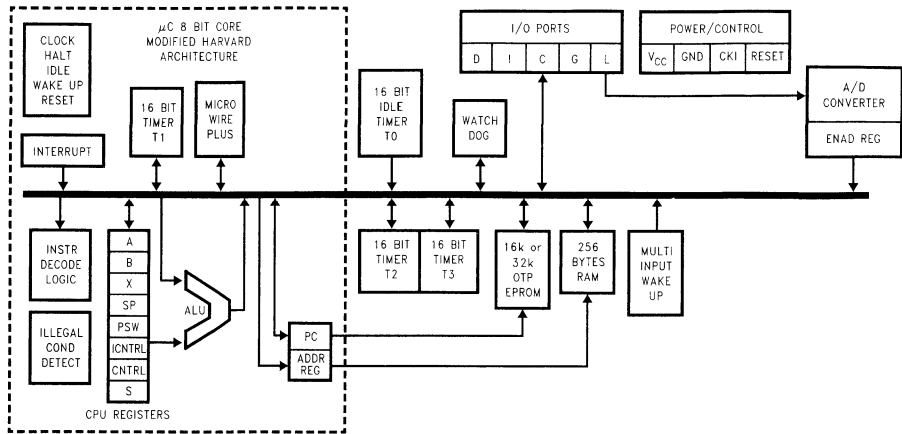 μC 8 BIT CORE
MODIFIED HARVARD
ARCHITECTURE
CLOCK
HALT
IDLE
WAKE UP
RESET
INTERRUPT
16 BIT
TIMER
T1
MICRO
WIRE
PLUS
16 BIT
IDLE
TIMER
T0
WATCH
DOG
I/O PORTS
D I C G L
POWER/CONTROL
VCC GND CKI RESET
A/D
CONVERTER
ENAD REG
INSTR
DECODE
LOGIC
ILLEGAL
COND
DETECT
A
B
X
SP
PSW
ICNTRL
CNTRL
S
CPU REGISTERS
ALU
PC
ADDR
REG
16 BIT
TIMER
T2
16 BIT
TIMER
T3
16k or
32k
OTP
EPROM
256
BYTES
RAM
MULTI
INPUT
WAKE
UP